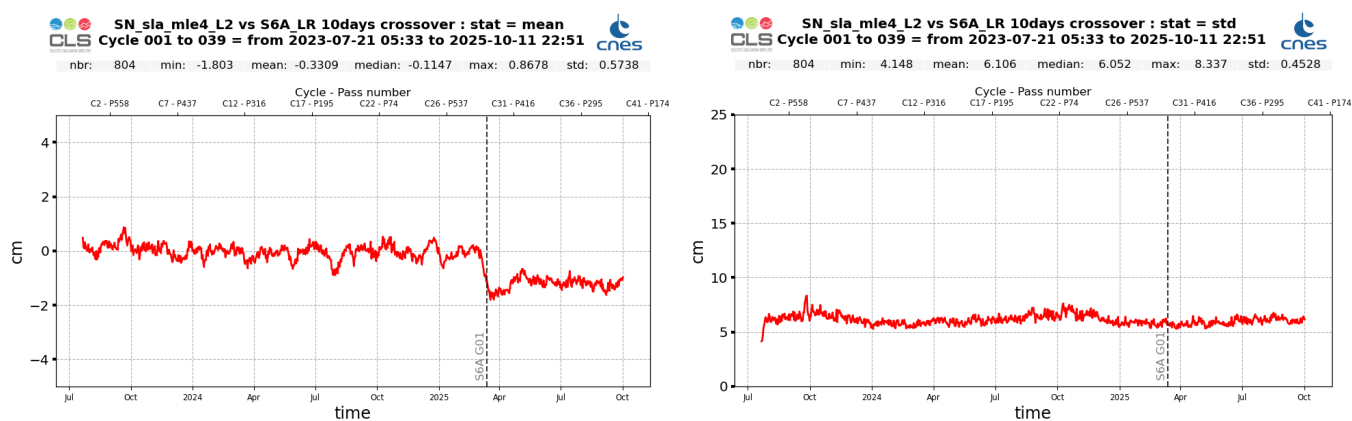 SN_sla_mle4_L2 vs S6A_LR 10days crossover : stat = mean
Cycle 001 to 039 = from 2023-07-21 05:33 to 2025-10-11 22:51
CLS
cnes
nbr: 804 min: -1.803 mean: -0.3309 median: -0.1147 max: 0.8678 std: 0.5738
Cycle - Pass number
C2 - P558 C7 - P437 C12 - P316 C17 - P195 C22 - P74 C26 - P537 C31 - P416 C36 - P295 C41 - P174
4
2
0
−2
−4
cm
S6A G01
Jul Oct 2024 Apr Jul Oct 2025 Apr Jul Oct
time
SN_sla_mle4_L2 vs S6A_LR 10days crossover : stat = std
Cycle 001 to 039 = from 2023-07-21 05:33 to 2025-10-11 22:51
CLS
cnes
nbr: 804 min: 4.148 mean: 6.106 median: 6.052 max: 8.337 std: 0.4528
Cycle - Pass number
C2 - P558 C7 - P437 C12 - P316 C17 - P195 C22 - P74 C26 - P537 C31 - P416 C36 - P295 C41 - P174
25
20
15
10
5
0
cm
S6A G01
Jul Oct 2024 Apr Jul Oct 2025 Apr Jul Oct
time